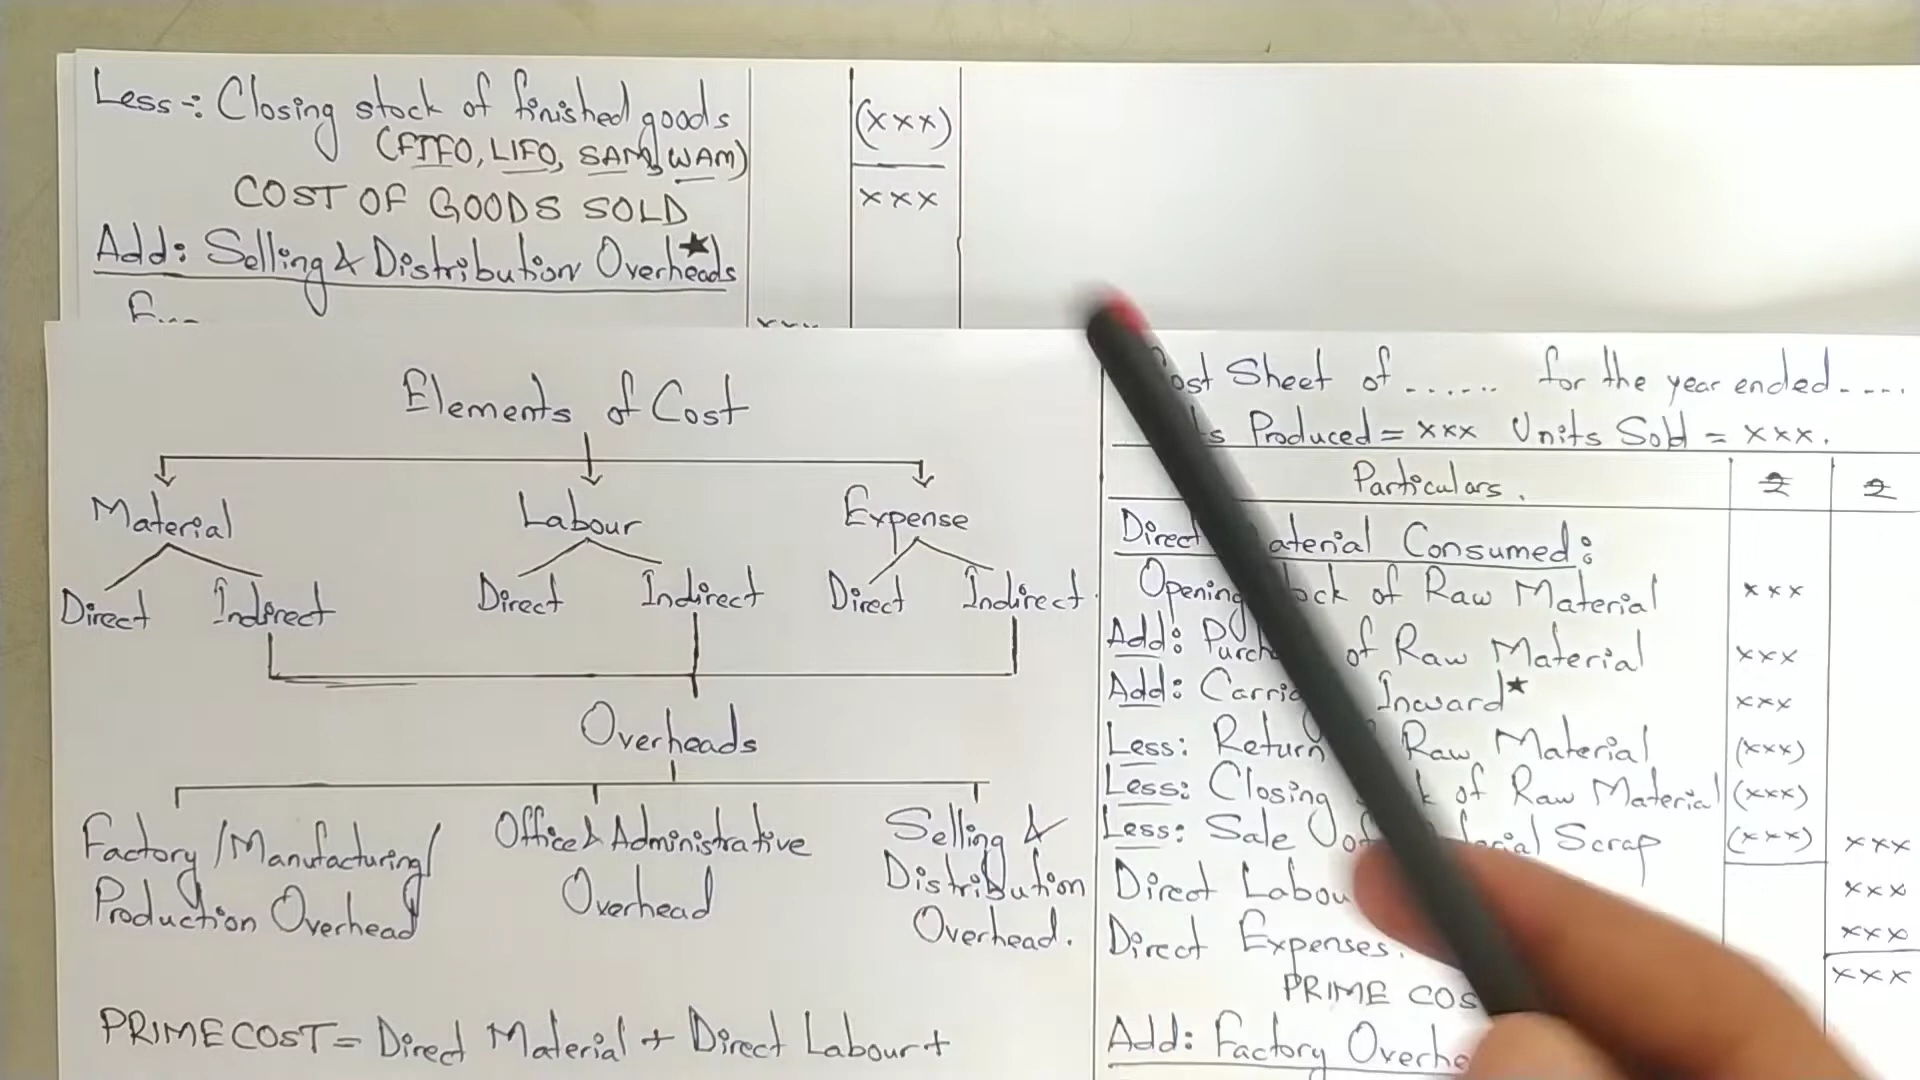 Less-: Closing stock of finished goods (xxx)
(FIFO, LIFO, SAM, WAM)
COST OF GOODS SOLD xxx
Add: Selling & Distribution Overheads
Elements of Cost
Material Labour Expense
Direct Indirect Direct Indirect Direct Indirect
Overheads
Factory/Manufacturing/
Production Overhead
Office & Administrative
Overhead
Selling &
Distribution
Overhead.
PRIME COST = Direct Material + Direct Labour +
Cost Sheet of ...... for the year ended ....
Produced = xxx Units Sold = xxx.
Particulars. ₹ ₹
Direct Material Consumed:
Opening of Raw Material xxx
Add: of Raw Material xxx
Add: Inward★ xxx
Less: Return Raw Material (xxx)
Less: Closing of Raw Material (xxx)
Less: Sale of Scrap (xxx) xxx
Direct xxx
Direct Expenses. xxx
PRIME xxx
Add: Factory